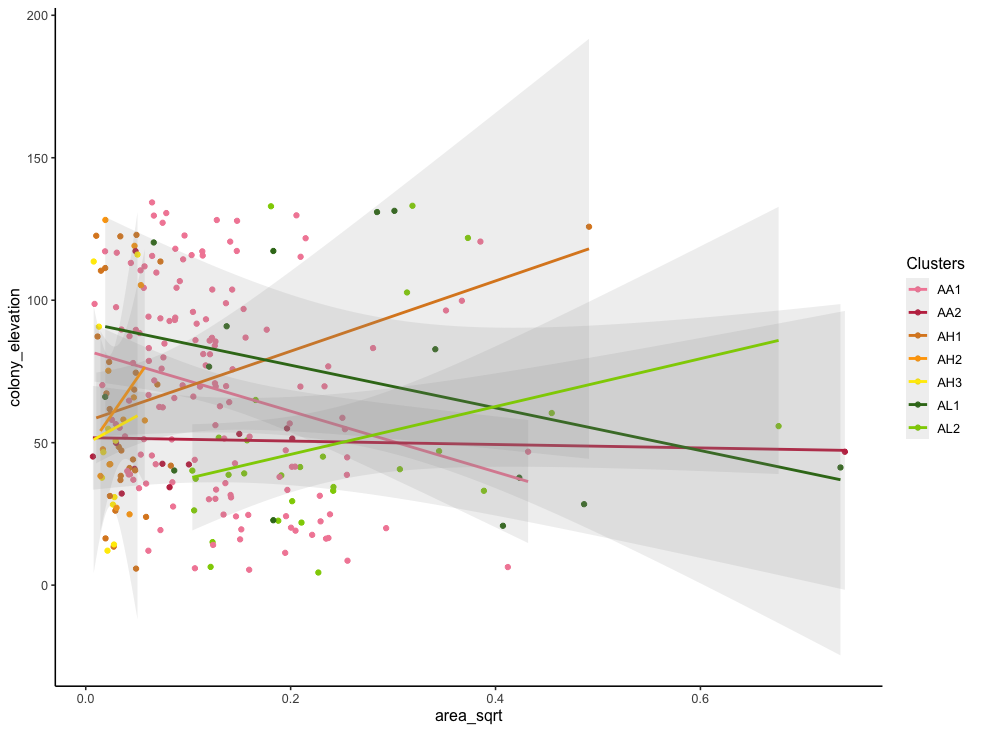 200
150
100
50
0
colony_elevation
0.0
0.2
0.4
0.6
area_sqrt
Clusters
AA1
AA2
AH1
AH2
AH3
AL1
AL2